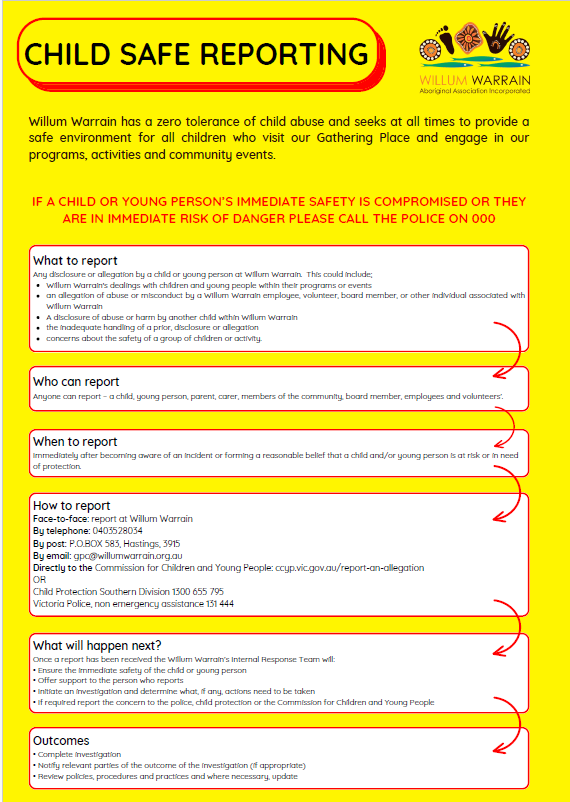 CHILD SAFE REPORTING
WILLUM WARRAIN
Aboriginal Association Incorporated
Willum Warrain has a zero tolerance of child abuse and seeks at all times to provide a
safe environment for all children who visit our Gathering Place and engage in our
programs, activities and community events.
IF A CHILD OR YOUNG PERSON'S IMMEDIATE SAFETY IS COMPROMISED OR THEY
ARE IN IMMEDIATE RISK OF DANGER PLEASE CALL THE POLICE ON 000
What to report
Any disclosure or allegation by a child or young person at Willum Warrain. This could include;
• Willum Warrain's dealings with children and young people within their programs or events
• an allegation of abuse or misconduct by a Willum Warrain employee, volunteer, board member, or other individual associated with
Willum Warrain
• A disclosure of abuse or harm by another child within Willum Warrain
• the inadequate handling of a prior, disclosure or allegation
• concerns about the safety of a group of children or activity.
Who can report
Anyone can report – a child, young person, parent, carer, members of the community, board member, employees and volunteers'.
When to report
Immediately after becoming aware of an incident or forming a reasonable belief that a child and/or young person is at risk or in need
of protection.
How to report
Face-to-face: report at Willum Warrain
By telephone: 0403528034
By post: P.O.BOX 583, Hastings, 3915
By email: gpc@willumwarrain.org.au
Directly to the Commission for Children and Young People: ccyp.vic.gov.au/report-an-allegation
OR
Child Protection Southern Division 1300 655 795
Victoria Police, non emergency assistance 131 444
What will happen next?
Once a report has been received the Willum Warrain's Internal Response Team will:
• Ensure the immediate safety of the child or young person
• Offer support to the person who reports
• Initiate an investigation and determine what, if any, actions need to be taken
• If required report the concern to the police, child protection or the Commission for Children and Young People
Outcomes
• Complete investigation
• Notify relevant parties of the outcome of the investigation (if appropriate)
• Review policies, procedures and practices and where necessary, update